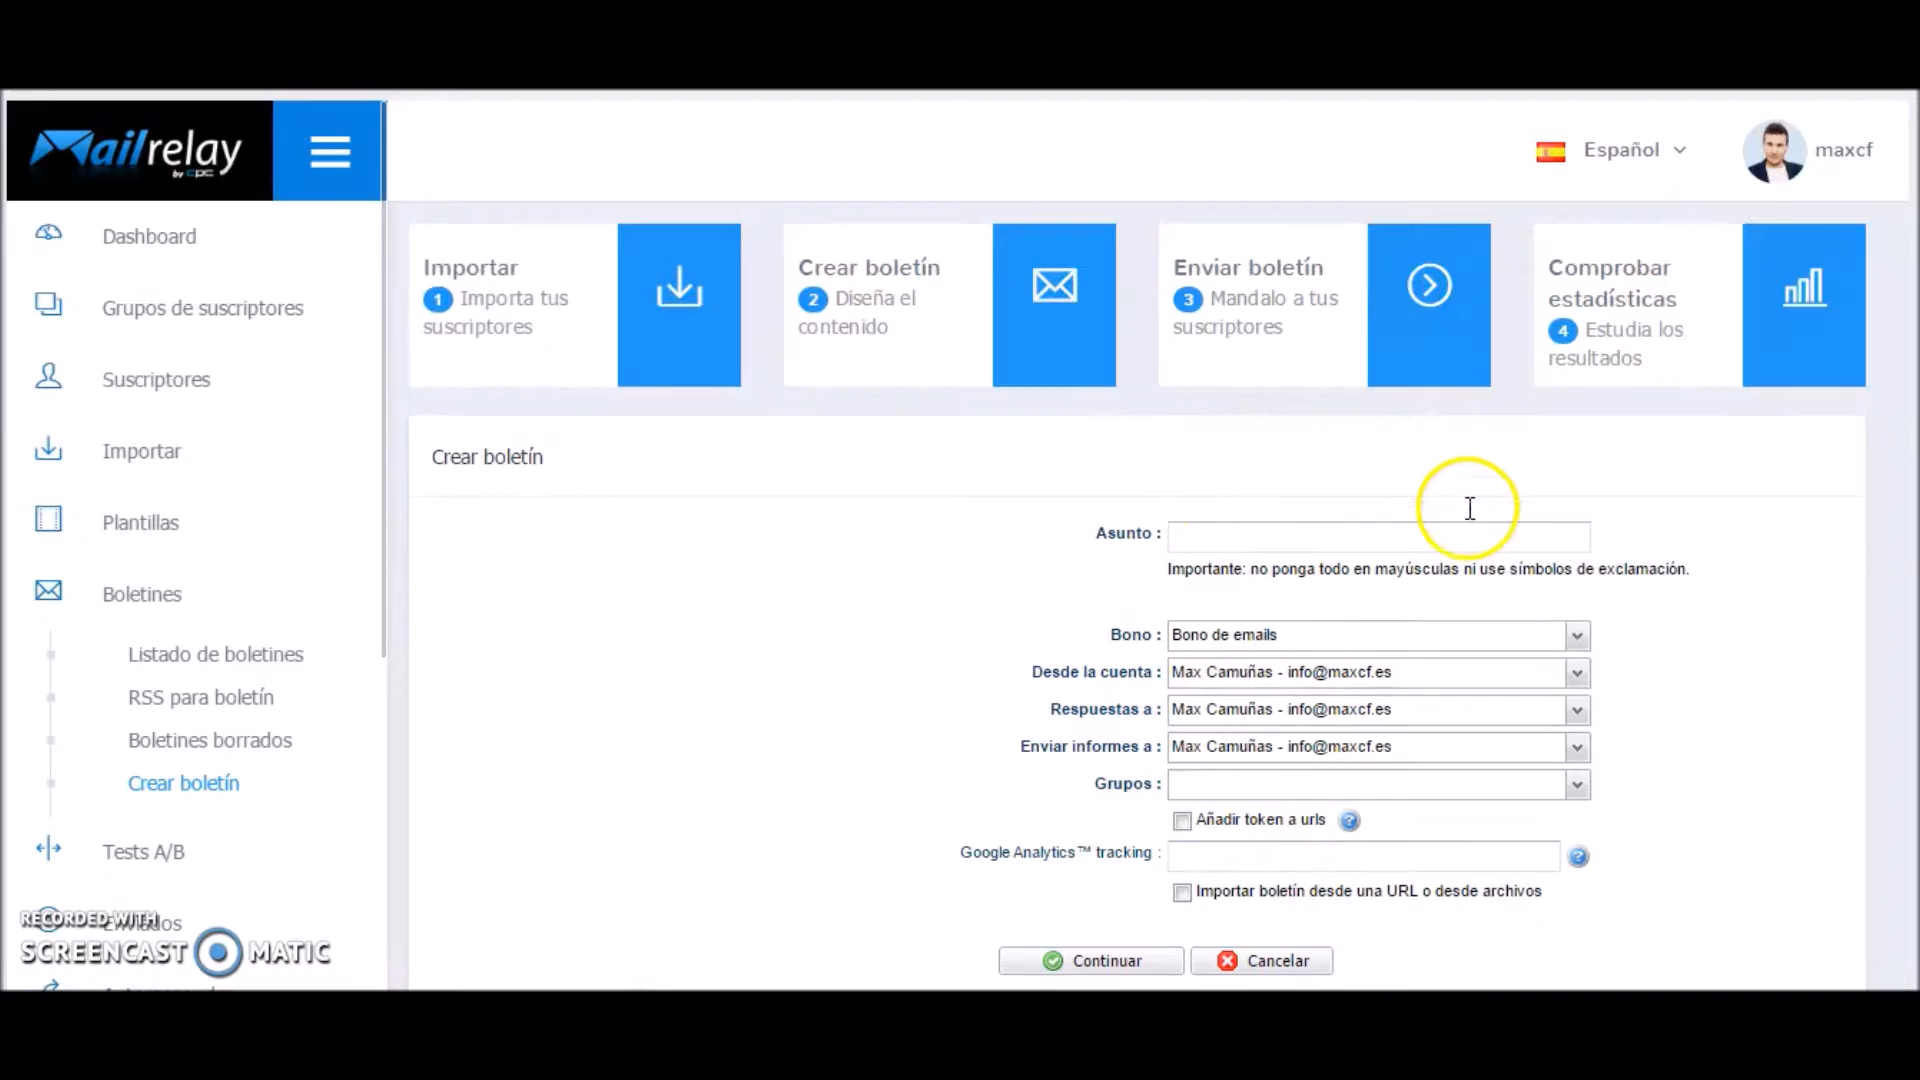 Mailrelay
by cpc
Español
maxcf
Dashboard
Grupos de suscriptores
Suscriptores
Importar
Plantillas
Boletines
Listado de boletines
RSS para boletín
Boletines borrados
Crear boletín
Tests A/B
Enviados
RECORDED WITH
SCREENCAST MATIC
Importar
1 Importa tus
suscriptores
Crear boletín
2 Diseña el
contenido
Enviar boletín
3 Mandalo a tus
suscriptores
Comprobar
estadísticas
4 Estudia los
resultados
Crear boletín
Asunto :
Importante: no ponga todo en mayúsculas ni use símbolos de exclamación.
Bono : Bono de emails
Desde la cuenta : Max Camuñas - info@maxcf.es
Respuestas a : Max Camuñas - info@maxcf.es
Enviar informes a : Max Camuñas - info@maxcf.es
Grupos :
Añadir token a urls ?
Google Analytics™ tracking : ?
Importar boletín desde una URL o desde archivos
Continuar Cancelar